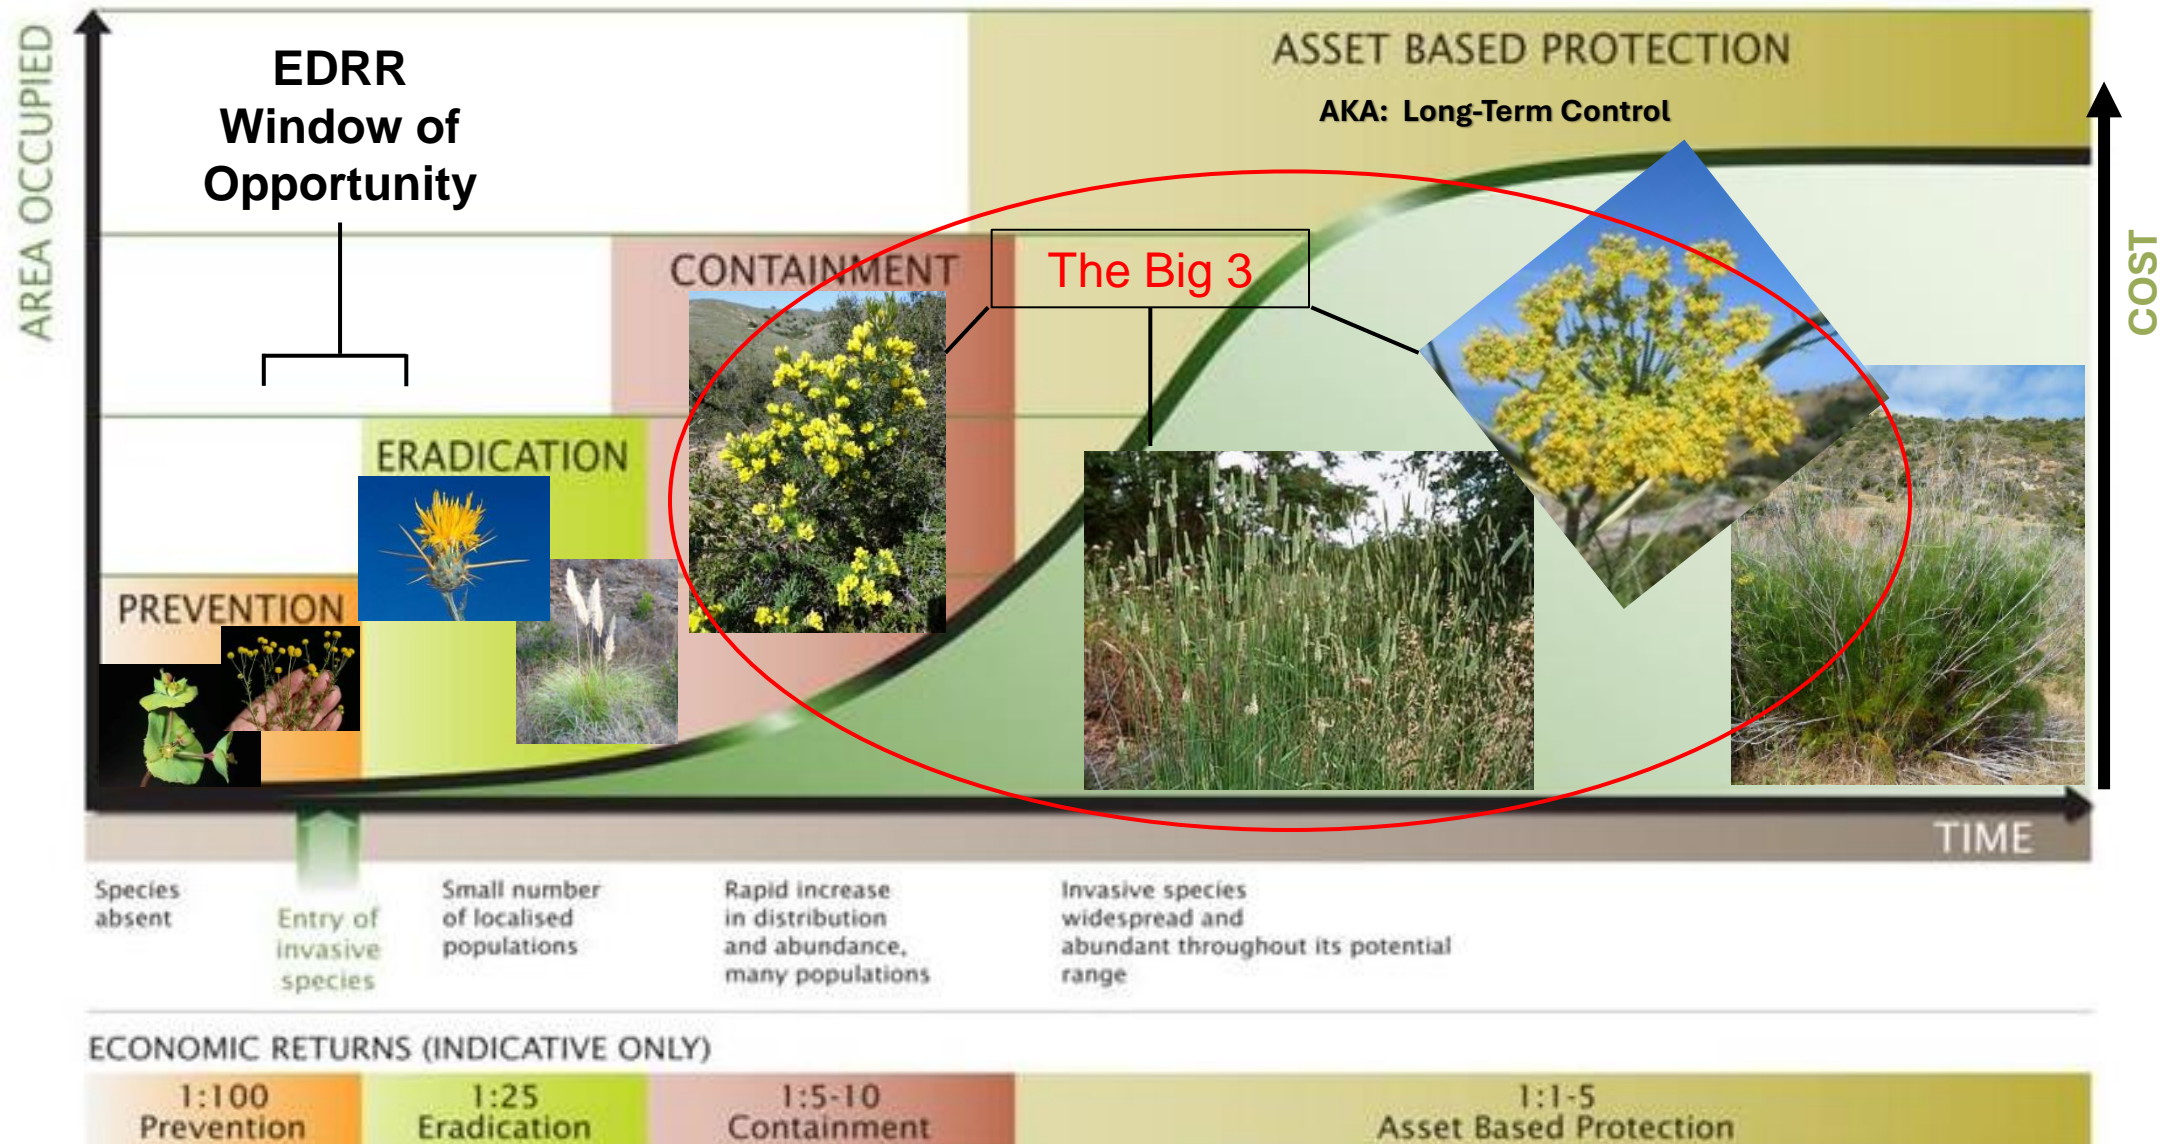 AREA OCCUPIED
EDRR
Window of
Opportunity
ASSET BASED PROTECTION
AKA: Long-Term Control
COST
CONTAINMENT
The Big 3
ERADICATION
PREVENTION
TIME
Species
absent
Entry of
invasive
species
Small number
of localised
populations
Rapid increase
in distribution
and abundance,
many populations
Invasive species
widespread and
abundant throughout its potential
range
ECONOMIC RETURNS (INDICATIVE ONLY)
1:100
Prevention
1:25
Eradication
1:5-10
Containment
1:1-5
Asset Based Protection